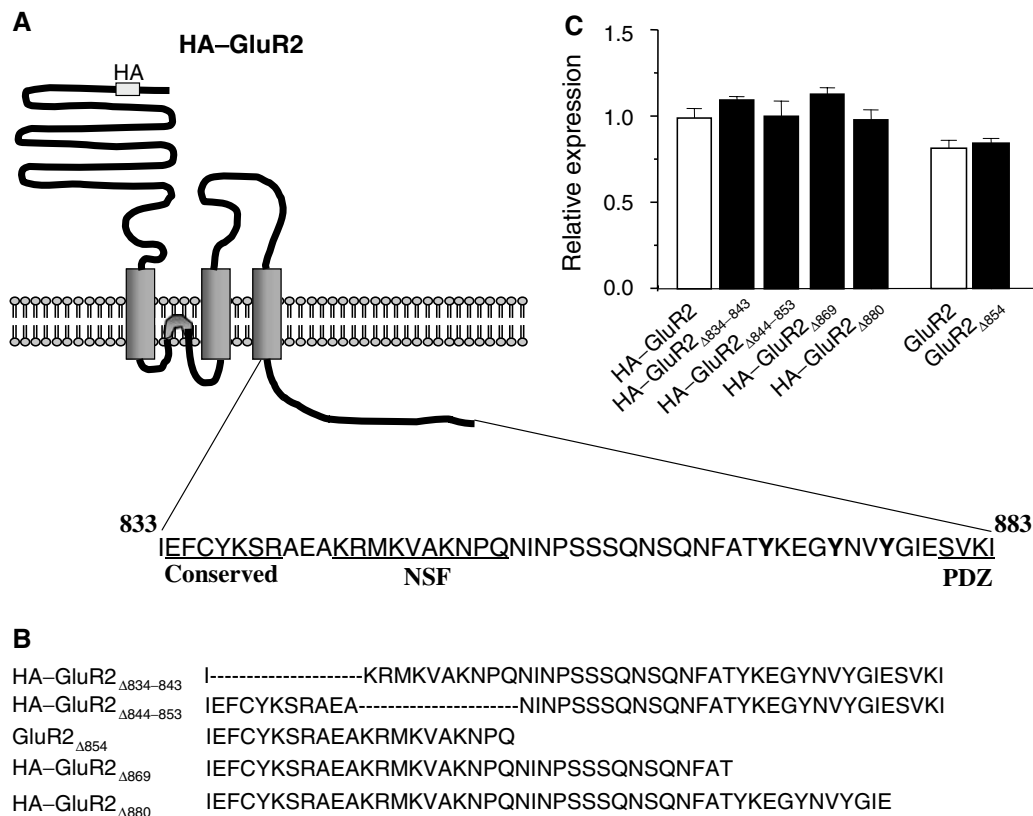 A
HA–GluR2
HA
833
883
IEFCYKSRAEAKRMKVAKNPQNINPSSSQNSQNFATYKEGYNVYGIESVKI
Conserved
NSF
PDZ
C
Relative expression
1.5
1.0
0.5
0.0
HA–GluR2
HA–GluR2Δ834–843
HA–GluR2Δ844–853
HA–GluR2Δ869
HA–GluR2Δ880
GluR2
GluR2Δ854
B
HA–GluR2Δ834–843 I----------------------KRMKVAKNPQNINPSSSQNSQNFATYKEGYNVYGIESVKI
HA–GluR2Δ844–853 IEFCYKSRAEA-----------------------NINPSSSQNSQNFATYKEGYNVYGIESVKI
GluR2Δ854 IEFCYKSRAEAKRMKVAKNPQ
HA–GluR2Δ869 IEFCYKSRAEAKRMKVAKNPQNINPSSSQNSQNFAT
HA–GluR2Δ880 IEFCYKSRAEAKRMKVAKNPQNINPSSSQNSQNFATYKEGYNVYGIE